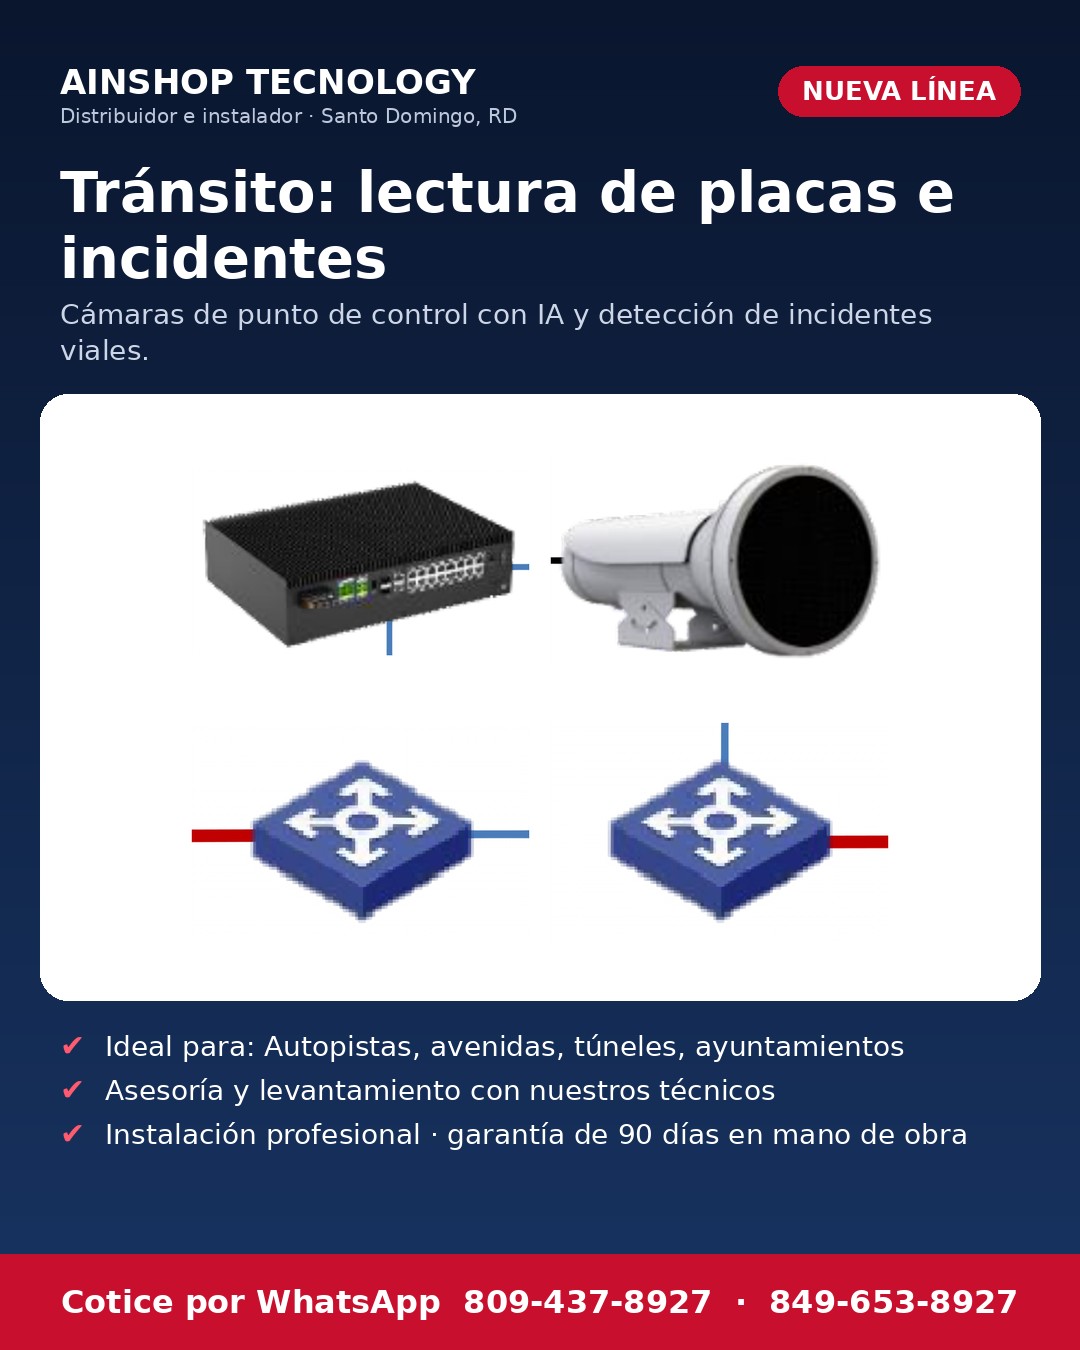 AINSHOP TECNOLOGY
Distribuidor e instalador · Santo Domingo, RD
NUEVA LÍNEA
Tránsito: lectura de placas e
incidentes
Cámaras de punto de control con IA y detección de incidentes
viales.
✔ Ideal para: Autopistas, avenidas, túneles, ayuntamientos
✔ Asesoría y levantamiento con nuestros técnicos
✔ Instalación profesional · garantía de 90 días en mano de obra
Cotice por WhatsApp 809-437-8927 · 849-653-8927